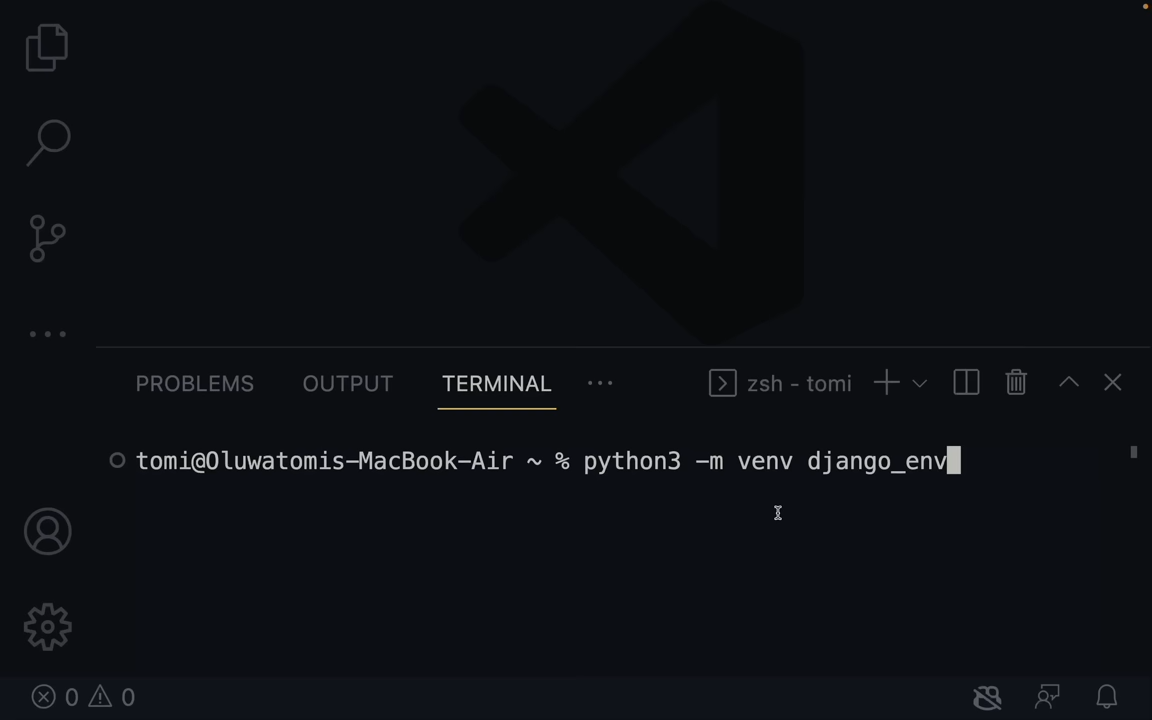 PROBLEMS OUTPUT TERMINAL ··· zsh - tomi
tomi@Oluwatomis-MacBook-Air ~ % python3 -m venv django_env
0 0